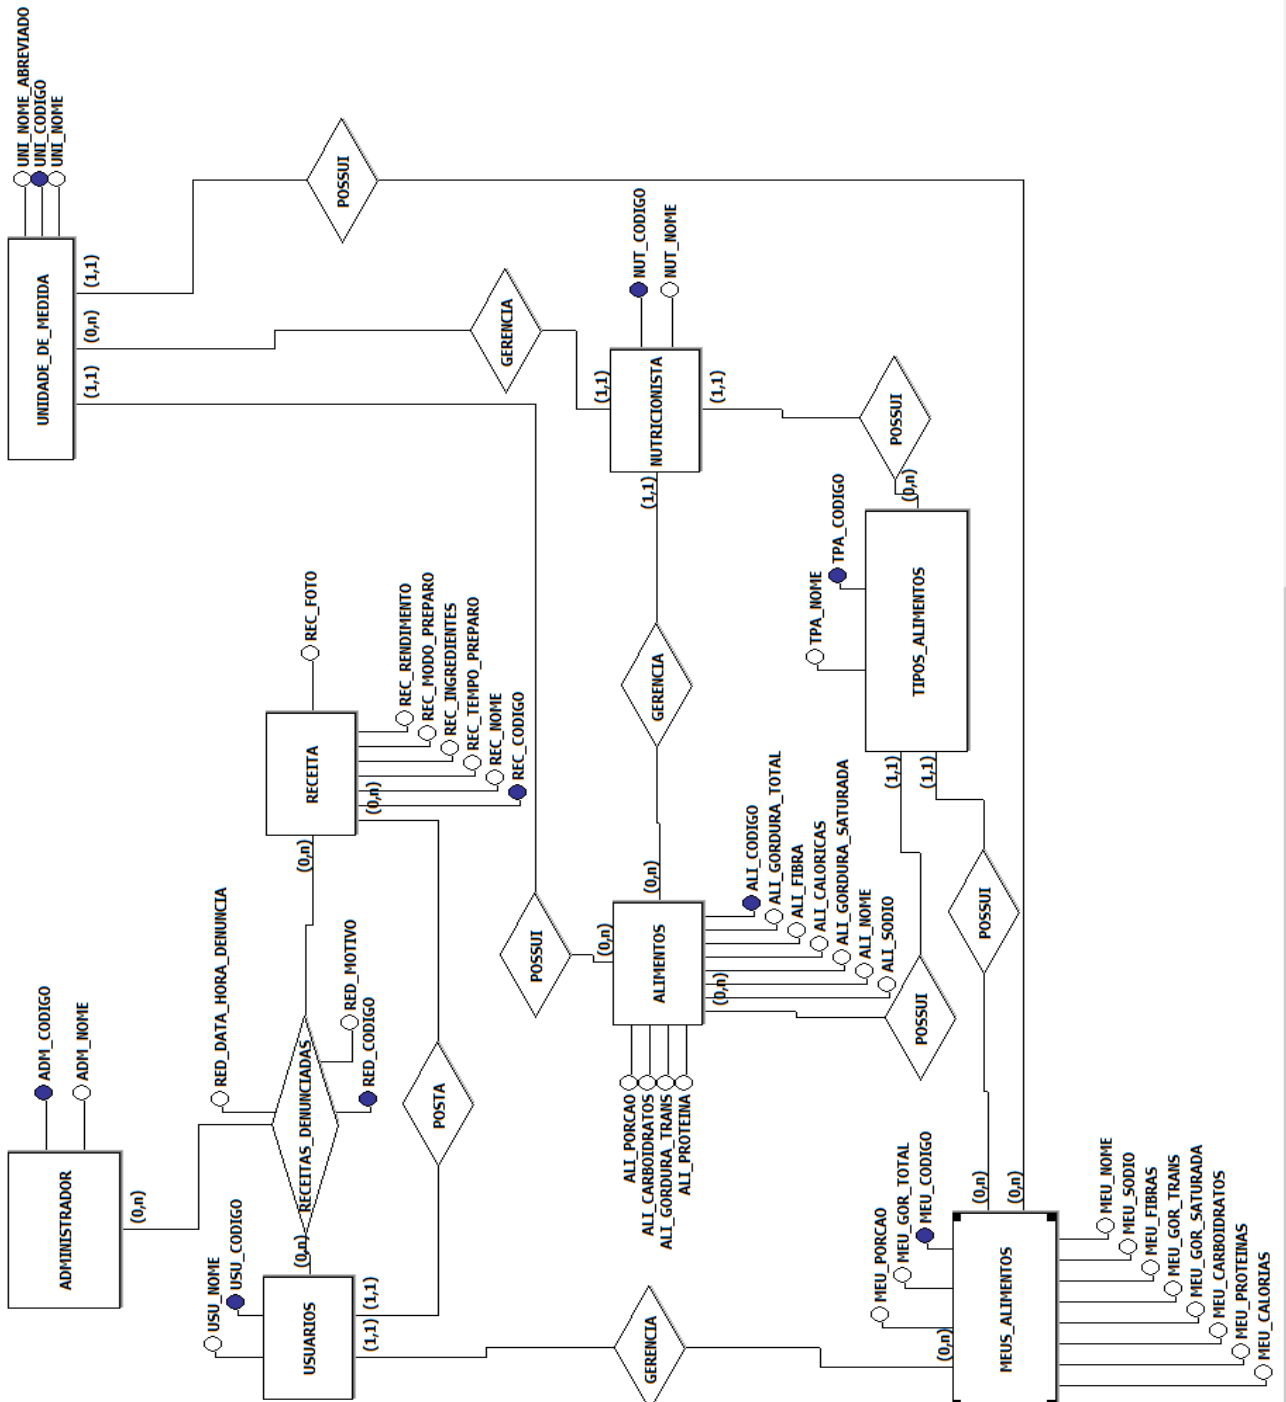 UNI_NOME_ABREVIADO
UNI_CODIGO
UNI_NOME
UNIDADE_DE_MEDIDA
(1,1)
(0,n)
(1,1)
POSSUI
GERENCIA
NUT_CODIGO
NUT_NOME
NUTRICIONISTA
(1,1)
(1,1)
(1,1)
POSSUI
(0,n)
TPA_CODIGO
TPA_NOME
TIPOS_ALIMENTOS
(1,1)
(1,1)
REC_FOTO
RECEITA
REC_RENDIMENTO
REC_MODO_PREPARO
REC_INGREDIENTES
REC_TEMPO_PREPARO
REC_NOME
REC_CODIGO
(0,n)
(0,n)
GERENCIA
(0,n)
POSSUI
(0,n)
ALIMENTOS
ALI_CODIGO
ALI_GORDURA_TOTAL
ALI_FIBRA
ALI_CALORICAS
ALI_GORDURA_SATURADA
ALI_NOME
ALI_SODIO
(0,n)
ALI_PORCAO
ALI_CARBOIDRATOS
ALI_GORDURA_TRANS
ALI_PROTEINA
POSSUI
POSSUI
ADM_CODIGO
ADM_NOME
ADMINISTRADOR
(0,n)
RED_DATA_HORA_DENUNCIA
RED_MOTIVO
RED_CODIGO
RECEITAS_DENUNCIADAS
POSTA
(0,n)
USU_NOME
USU_CODIGO
USUARIOS
(1,1)
(1,1)
GERENCIA
(0,n)
MEU_PORCAO
MEU_GOR_TOTAL
MEU_CODIGO
(0,n)
(0,n)
MEUS_ALIMENTOS
MEU_NOME
MEU_SODIO
MEU_FIBRAS
MEU_GOR_TRANS
MEU_GOR_SATURADA
MEU_CARBOIDRATOS
MEU_PROTEINAS
MEU_CALORIAS